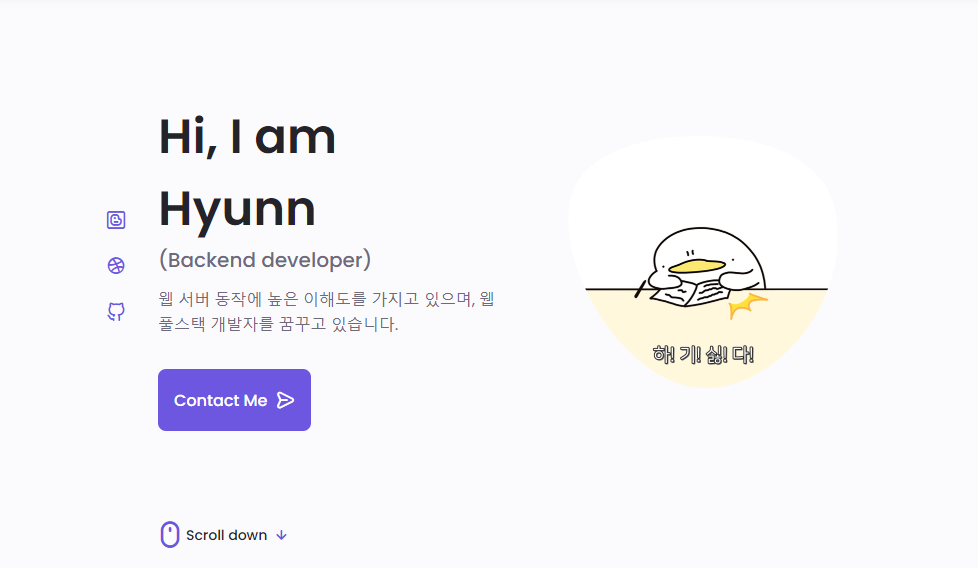 Hi, I am
Hyunn
(Backend developer)
웹 서버 동작에 높은 이해도를 가지고 있으며, 웹
풀스택 개발자를 꿈꾸고 있습니다.
Contact Me
Scroll down
하! 기! 싫! 다!